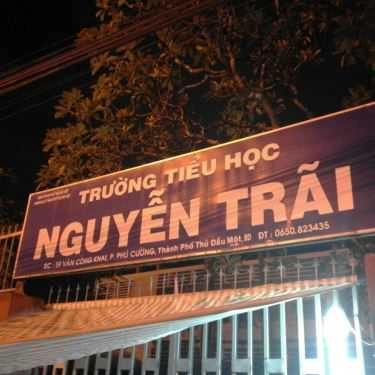 TRƯỜNG TIỂU HỌC
NGUYỄN TRÃI
ĐC : 19 VĂN CÔNG KHAI, P. PHÚ CƯỜNG, Thành Phố Thủ Dầu Một, BD ĐT : 0650.823435